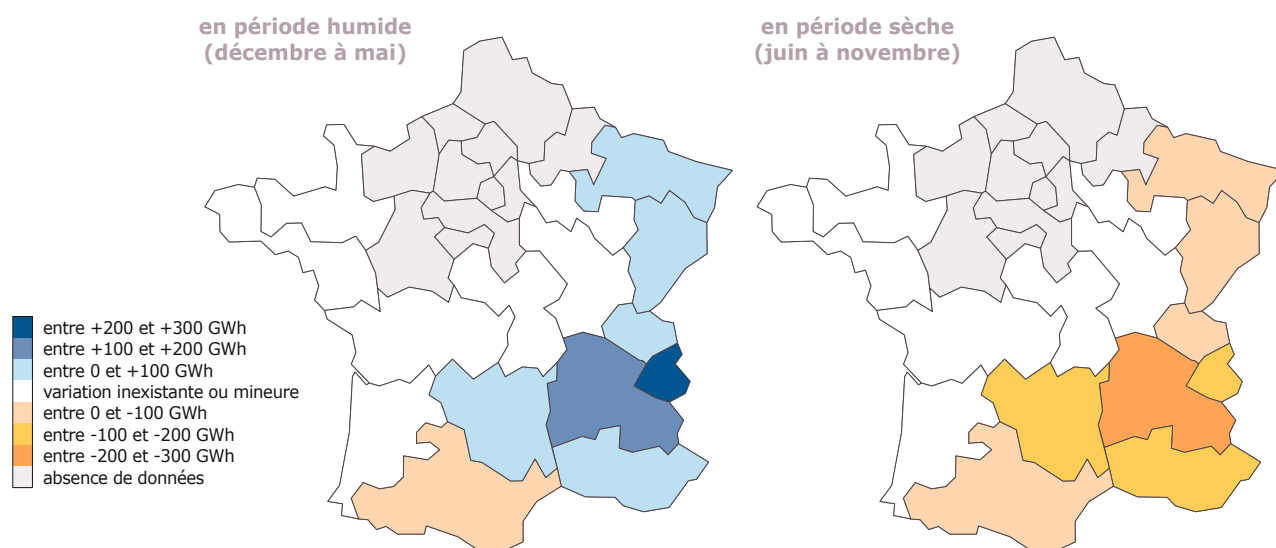 en période humide
(décembre à mai)
en période sèche
(juin à novembre)
entre +200 et +300 GWh
entre +100 et +200 GWh
entre 0 et +100 GWh
variation inexistante ou mineure
entre 0 et -100 GWh
entre -100 et -200 GWh
entre -200 et -300 GWh
absence de données